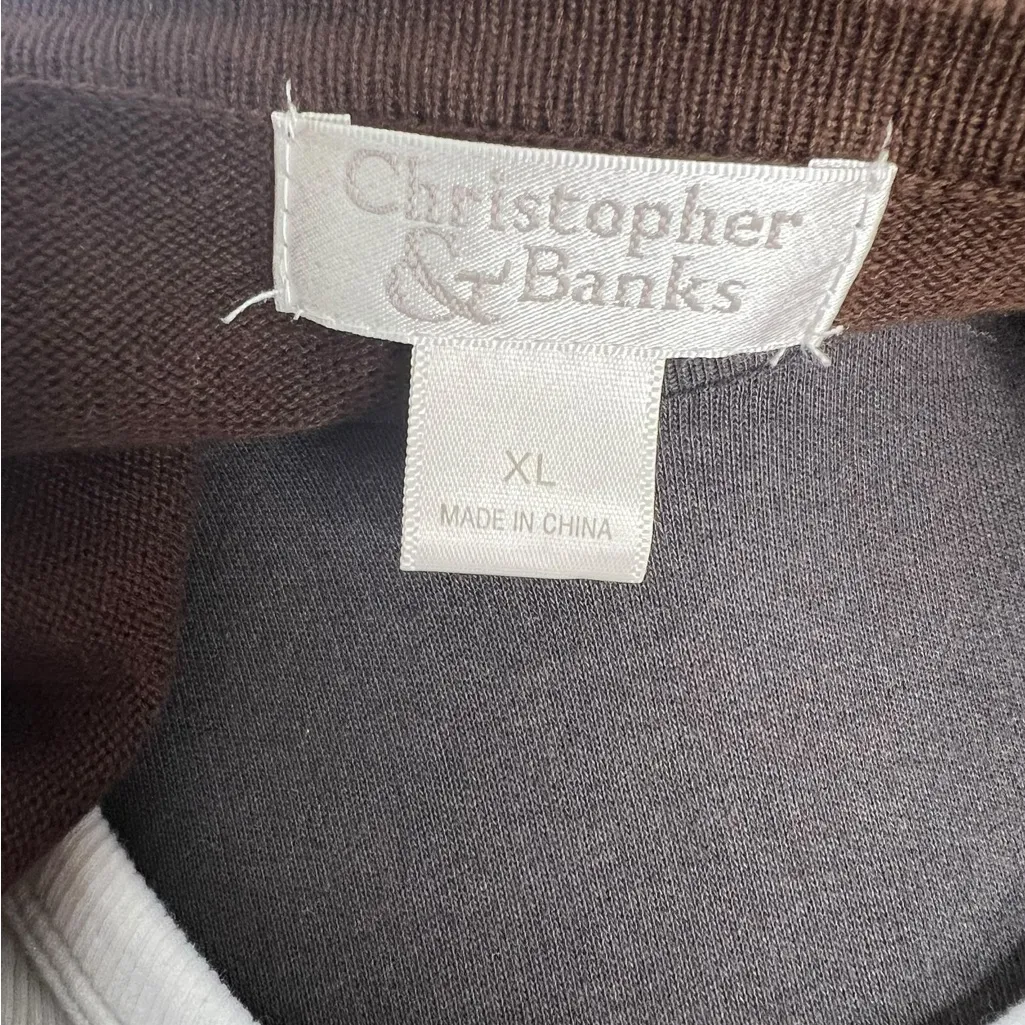 Christopher
& Banks
XL
MADE IN CHINA